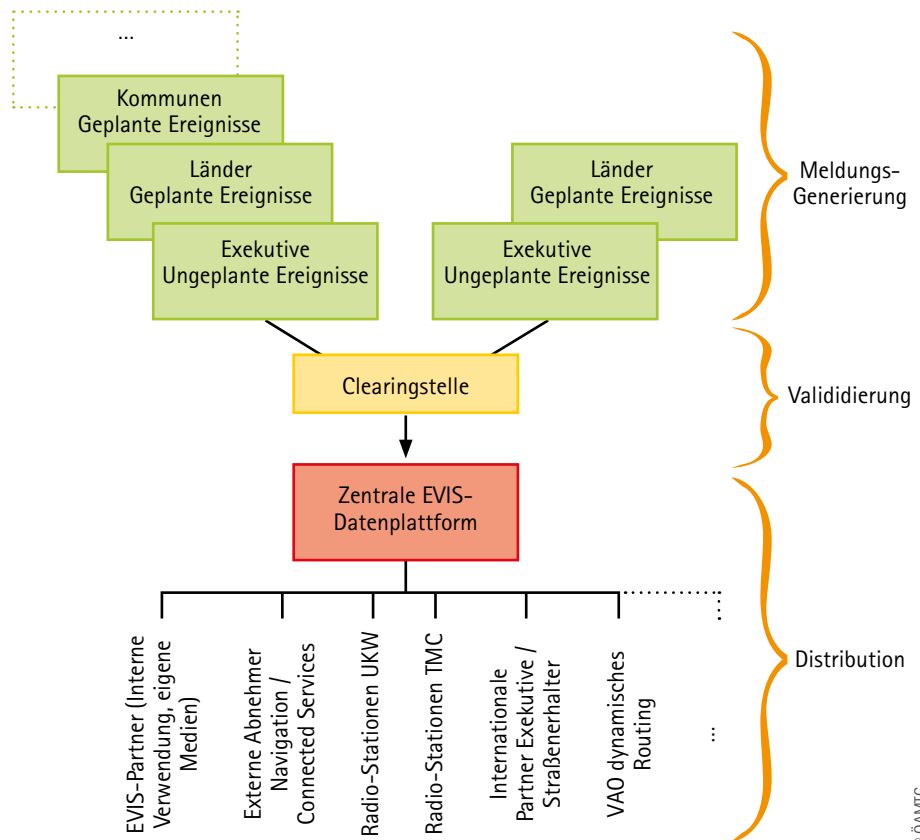 ...
Kommunen
Geplante Ereignisse
Länder
Geplante Ereignisse
Exekutive
Ungeplante Ereignisse
Länder
Geplante Ereignisse
Exekutive
Ungeplante Ereignisse
Meldungs-
Generierung
Clearingstelle
Valididierung
Zentrale EVIS-
Datenplattform
EVIS-Partner (Interne
Verwendung, eigene
Medien)
Externe Abnehmer
Navigation /
Connected Services
Radio-Stationen UKW
Radio-Stationen TMC
Internationale
Partner Exekutive /
Straßenerhalter
VAO dynamisches
Routing
...
Distribution
ÖAMTC